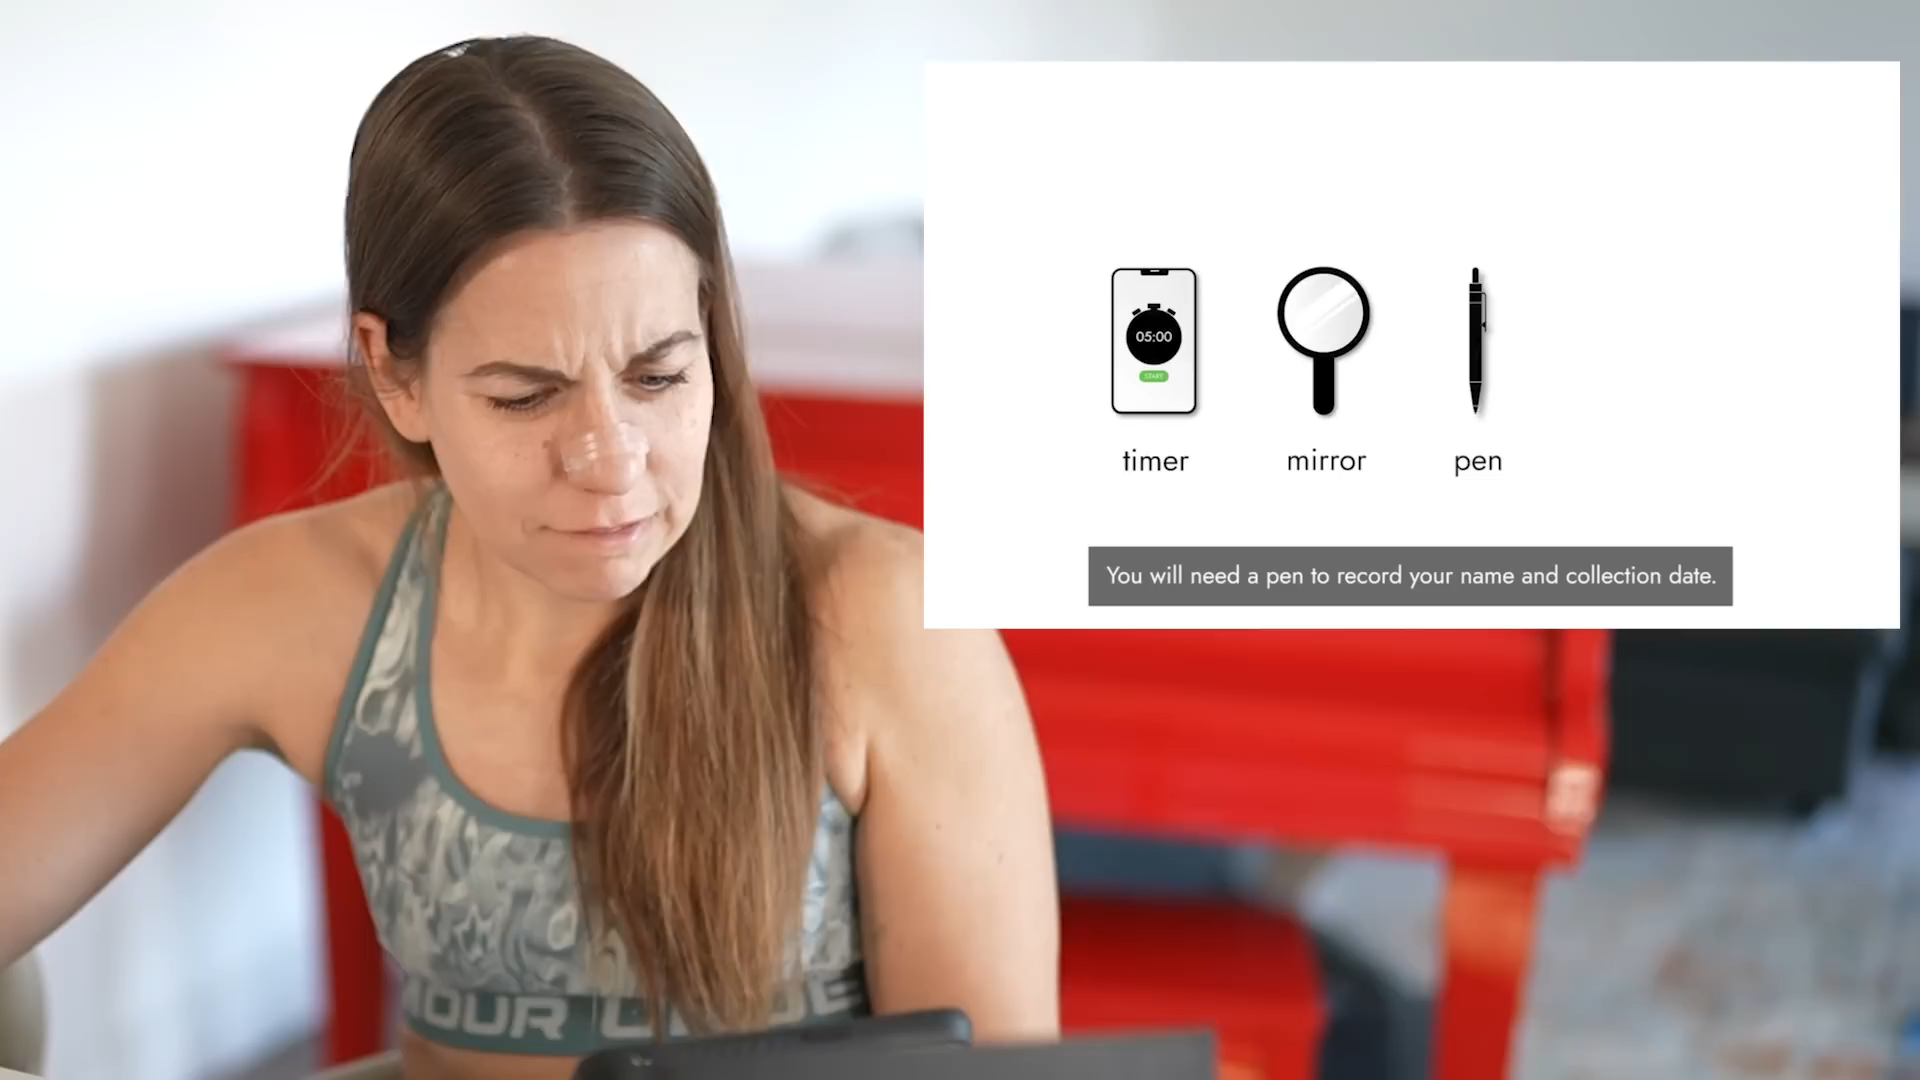 05:00
START
timer mirror pen
You will need a pen to record your name and collection date.
OUR